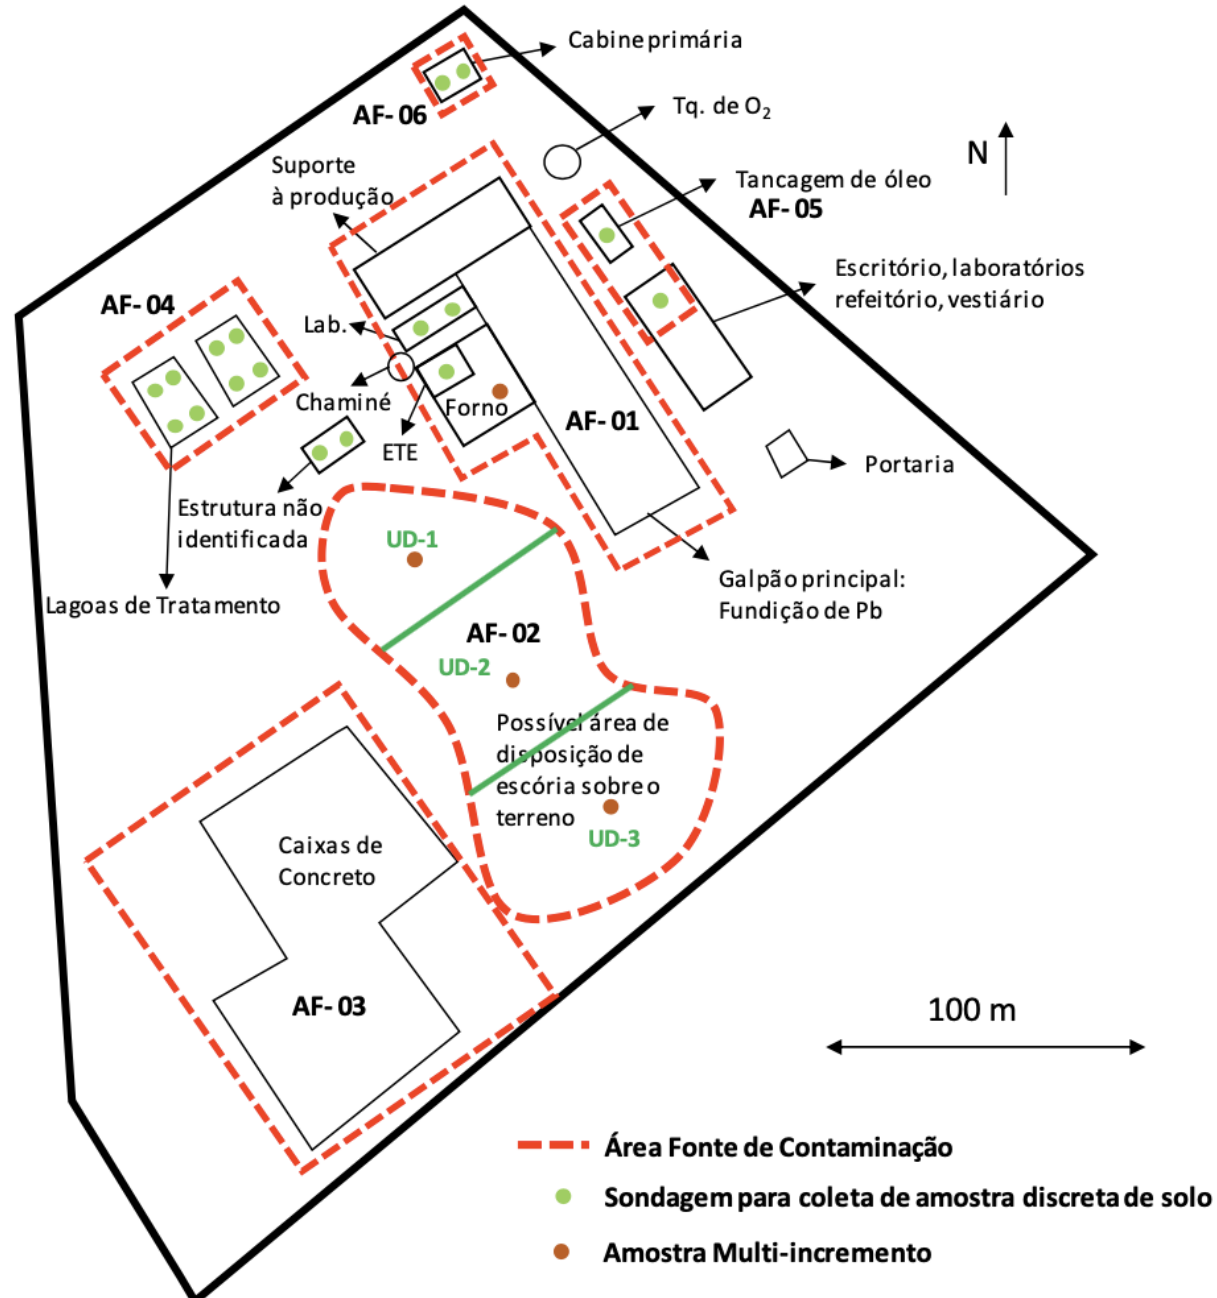 Cabine primária
AF-06
Tq. de O₂
N
Suporte
à produção
Tancagem de óleo
AF-05
Escritório, laboratórios
refeitório, vestiário
AF-04
Lab.
Chaminé
Forno
AF-01
ETE
Portaria
Estrutura não
identificada
UD-1
Lagoas de Tratamento
Galpão principal:
Fundição de Pb
AF-02
UD-2
Possível área de
disposição de
escória sobre o
terreno
UD-3
Caixas de
Concreto
AF-03
100 m
Área Fonte de Contaminação
Sondagem para coleta de amostra discreta de solo
Amostra Multi-incremento